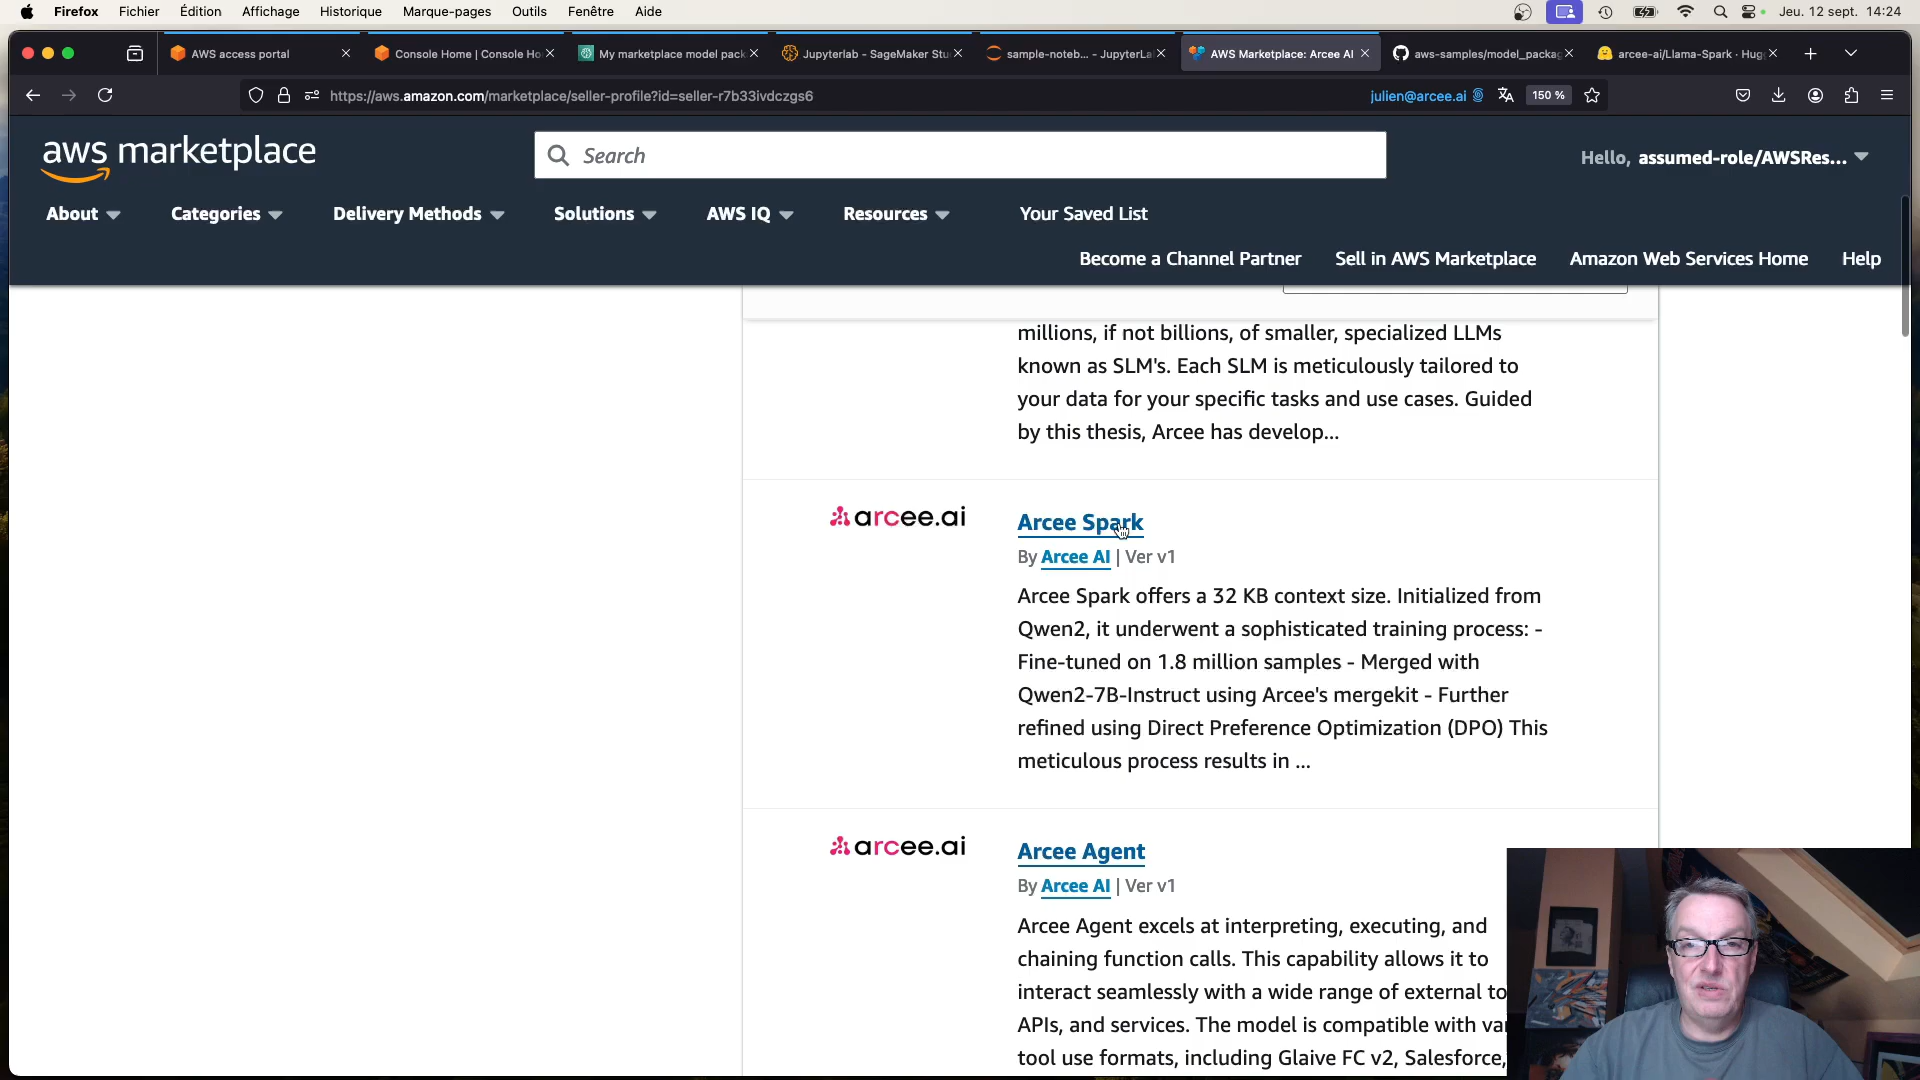 Firefox Fichier Édition Affichage Historique Marque-pages Outils Fenêtre Aide Jeu. 12 sept. 14:24
AWS access portal Console Home | Console Ho My marketplace model pack Jupyterlab - SageMaker Stu sample-noteb... - JupyterLa AWS Marketplace: Arcee AI aws-samples/model_packag arcee-ai/Llama-Spark · Hug
https://aws.amazon.com/marketplace/seller-profile?id=seller-r7b33ivdczgs6 julien@arcee.ai 150 %
aws marketplace Search Hello, assumed-role/AWSRes...
About Categories Delivery Methods Solutions AWS IQ Resources Your Saved List
Become a Channel Partner Sell in AWS Marketplace Amazon Web Services Home Help
millions, if not billions, of smaller, specialized LLMs
known as SLM's. Each SLM is meticulously tailored to
your data for your specific tasks and use cases. Guided
by this thesis, Arcee has develop...
arcee.ai Arcee Spark
By Arcee AI | Ver v1
Arcee Spark offers a 32 KB context size. Initialized from
Qwen2, it underwent a sophisticated training process: -
Fine-tuned on 1.8 million samples - Merged with
Qwen2-7B-Instruct using Arcee's mergekit - Further
refined using Direct Preference Optimization (DPO) This
meticulous process results in ...
arcee.ai Arcee Agent
By Arcee AI | Ver v1
Arcee Agent excels at interpreting, executing, and
chaining function calls. This capability allows it to
interact seamlessly with a wide range of external to
APIs, and services. The model is compatible with va
tool use formats, including Glaive FC v2, Salesforce,